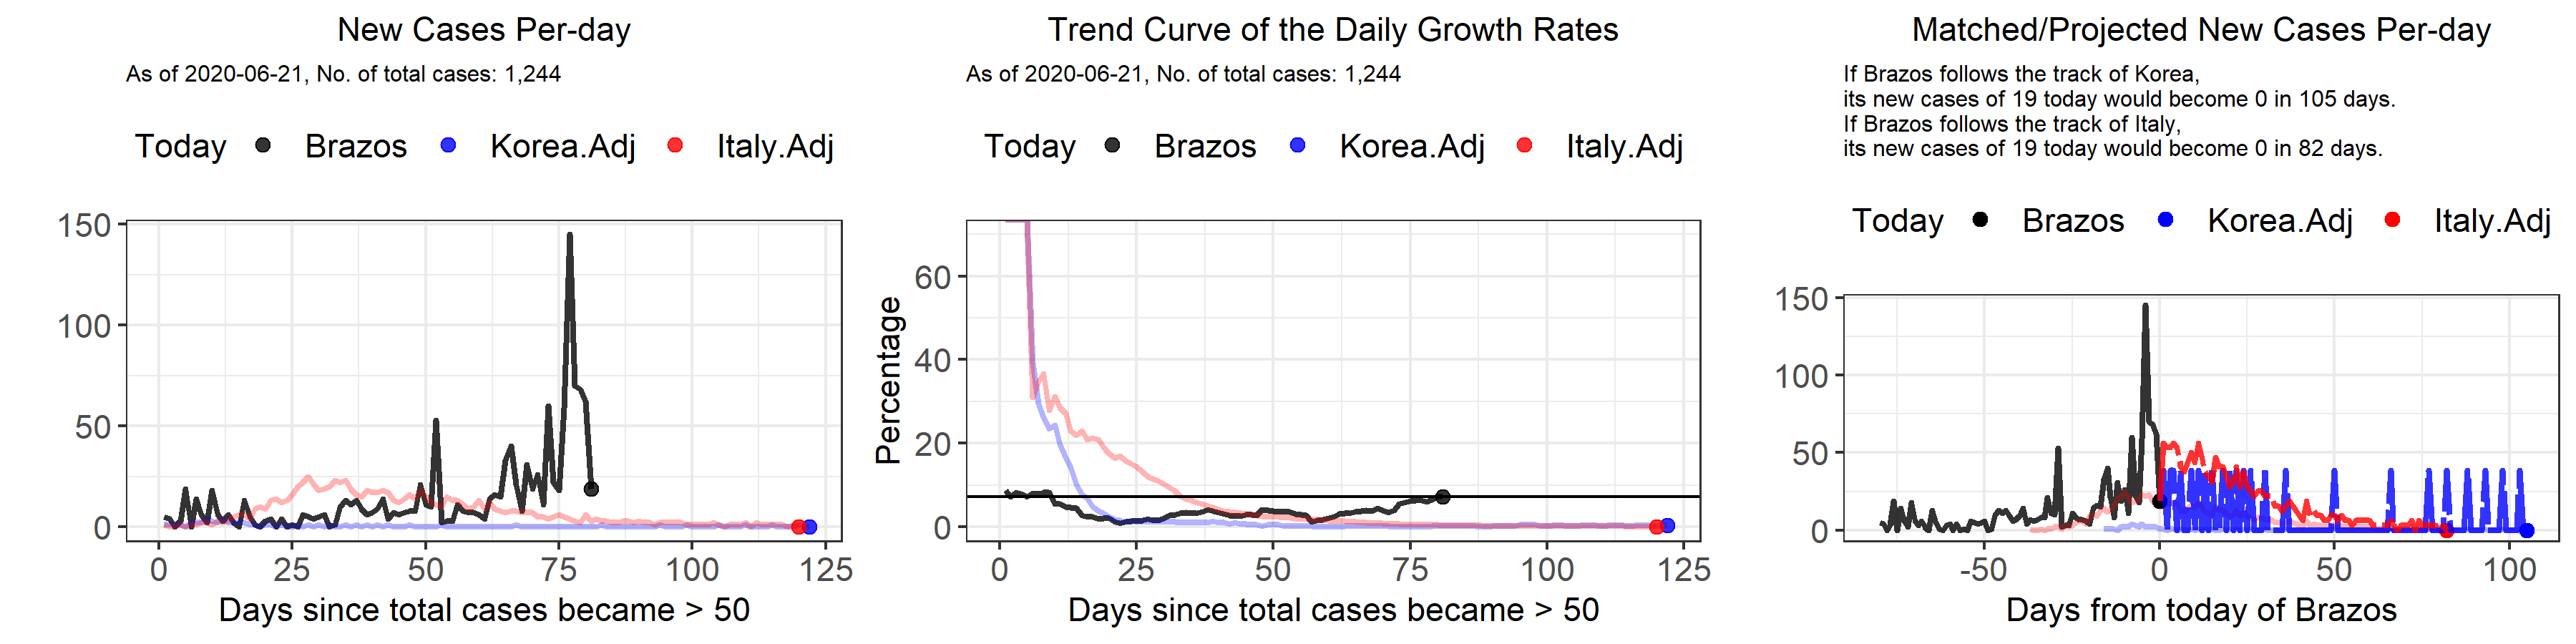 New Cases Per-day
As of 2020-06-21, No. of total cases: 1,244
Today Brazos Korea.Adj Italy.Adj
150
100
50
0
0 25 50 75 100 125
Days since total cases became > 50
Trend Curve of the Daily Growth Rates
As of 2020-06-21, No. of total cases: 1,244
Today Brazos Korea.Adj Italy.Adj
Percentage
60
40
20
0
0 25 50 75 100 125
Days since total cases became > 50
Matched/Projected New Cases Per-day
If Brazos follows the track of Korea,
its new cases of 19 today would become 0 in 105 days.
If Brazos follows the track of Italy,
its new cases of 19 today would become 0 in 82 days.
Today Brazos Korea.Adj Italy.Adj
150
100
50
0
-50 0 50 100
Days from today of Brazos